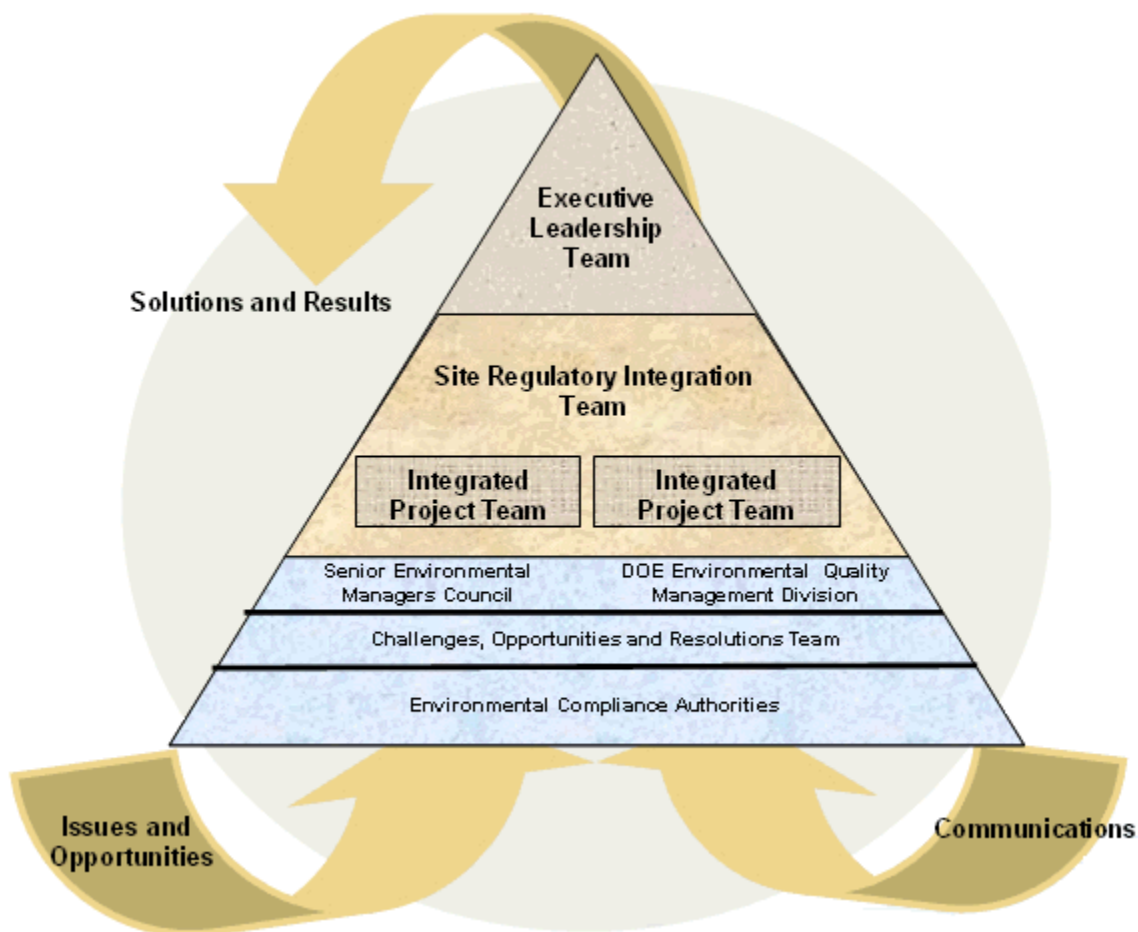 Executive
Leadership
Team
Solutions and Results
Site Regulatory Integration
Team
Integrated
Project Team
Integrated
Project Team
Senior Environmental
Managers Council
DOE Environmental Quality
Management Division
Challenges, Opportunities and Resolutions Team
Environmental Compliance Authorities
Issues and
Opportunities
Communications